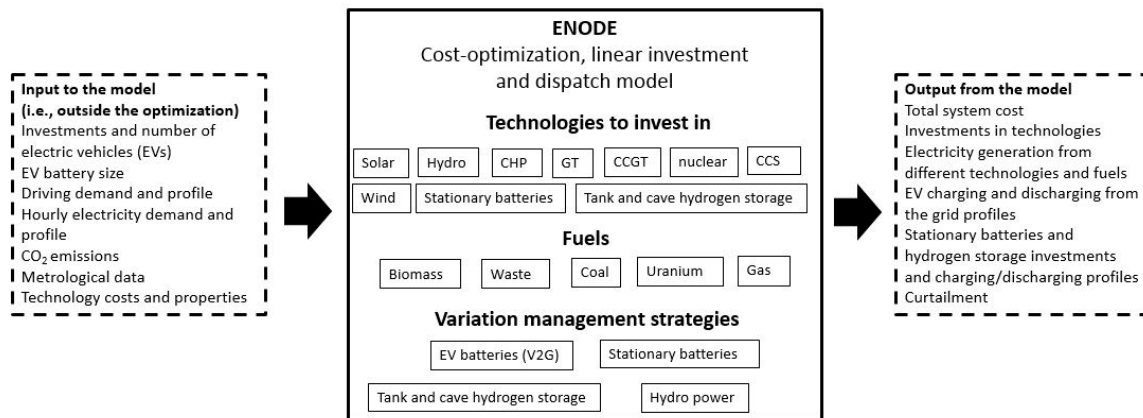 Input to the model
(i.e., outside the optimization)
Investments and number of
electric vehicles (EVs)
EV battery size
Driving demand and profile
Hourly electricity demand and
profile
CO₂ emissions
Metrological data
Technology costs and properties
ENODE
Cost-optimization, linear investment
and dispatch model
Technologies to invest in
Solar Hydro CHP GT CCGT nuclear CCS
Wind Stationary batteries Tank and cave hydrogen storage
Fuels
Biomass Waste Coal Uranium Gas
Variation management strategies
EV batteries (V2G) Stationary batteries
Tank and cave hydrogen storage Hydro power
Output from the model
Total system cost
Investments in technologies
Electricity generation from
different technologies and fuels
EV charging and discharging from
the grid profiles
Stationary batteries and
hydrogen storage investments
and charging/discharging profiles
Curtailment